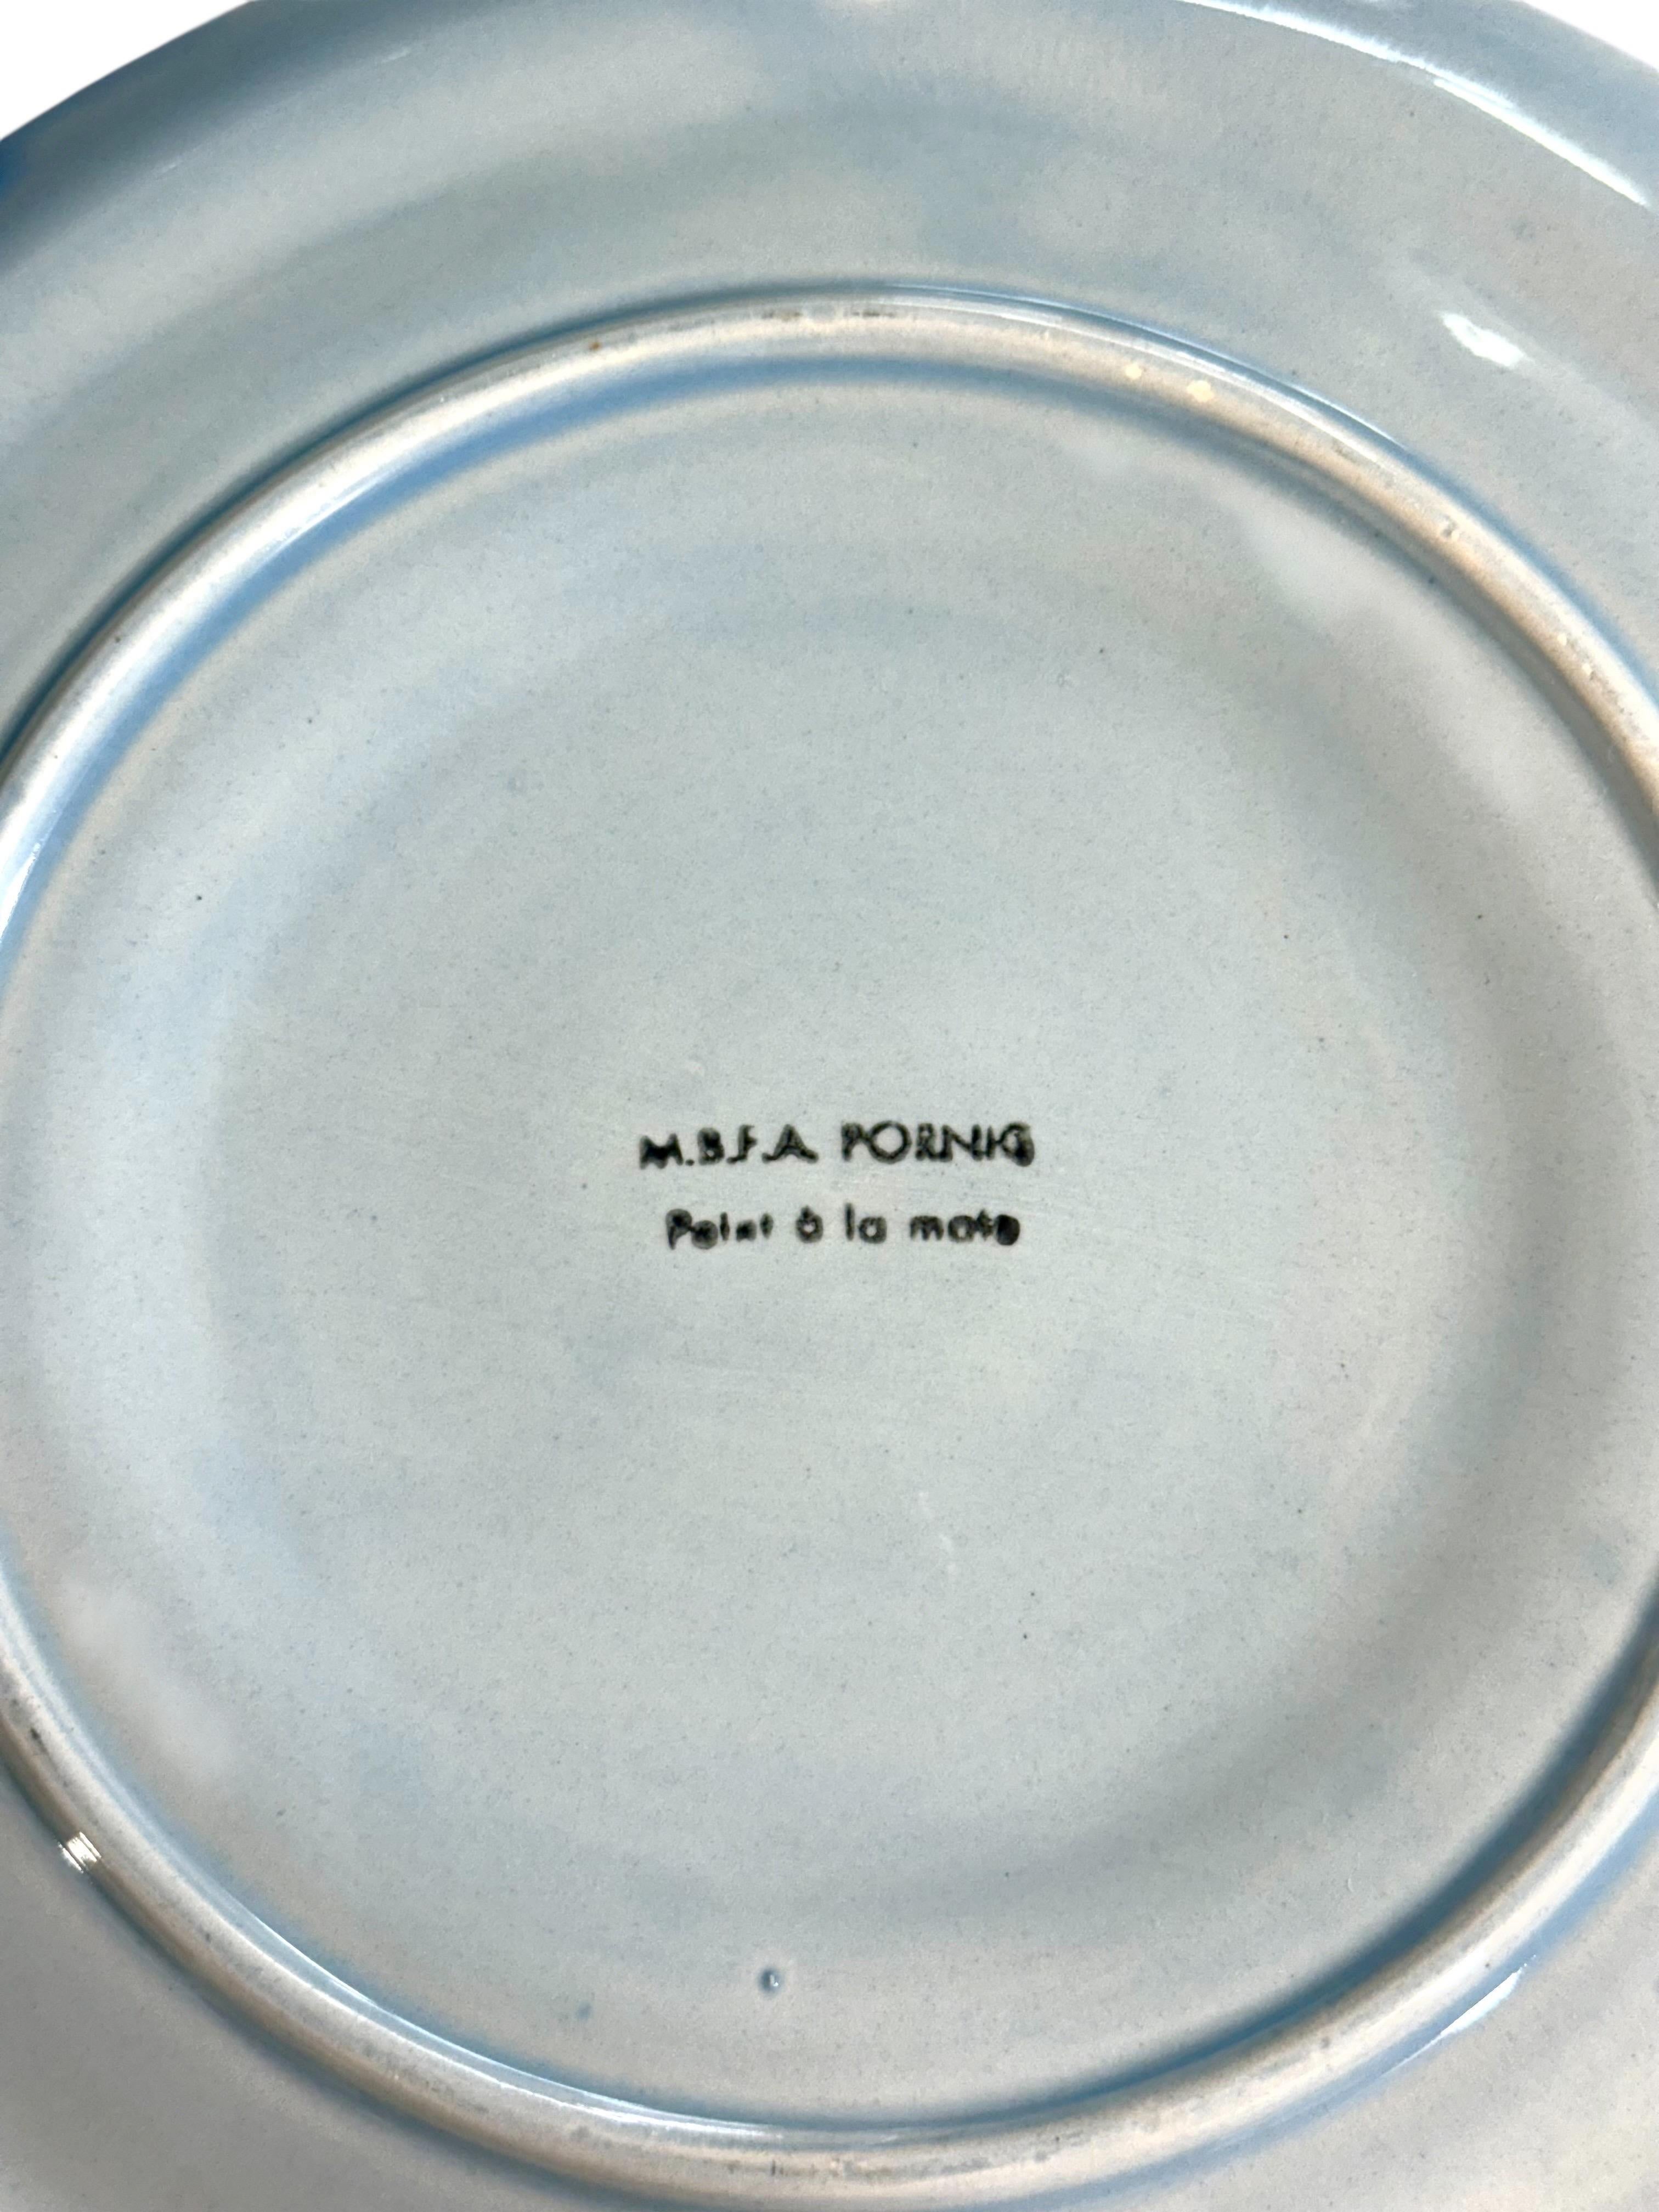 M.B.F.A. PORNIC
Peint à la main